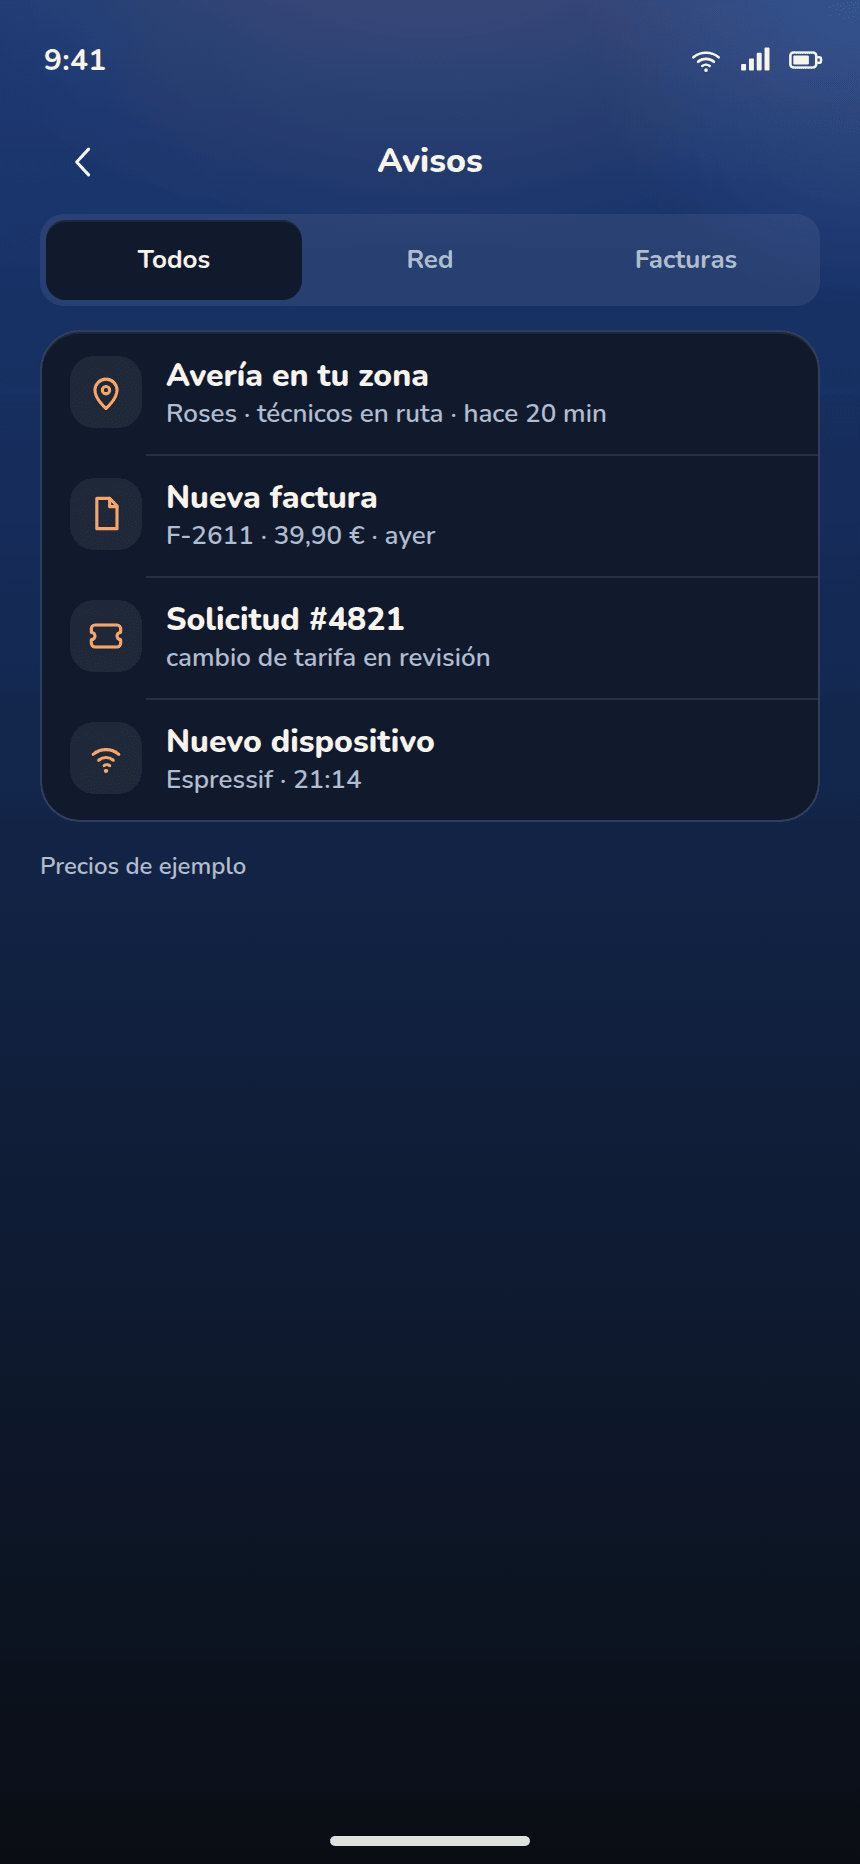 9:41
Avisos
Todos
Red
Facturas
Avería en tu zona
Roses · técnicos en ruta · hace 20 min
Nueva factura
F-2611 · 39,90 € · ayer
Solicitud #4821
cambio de tarifa en revisión
Nuevo dispositivo
Espressif · 21:14
Precios de ejemplo